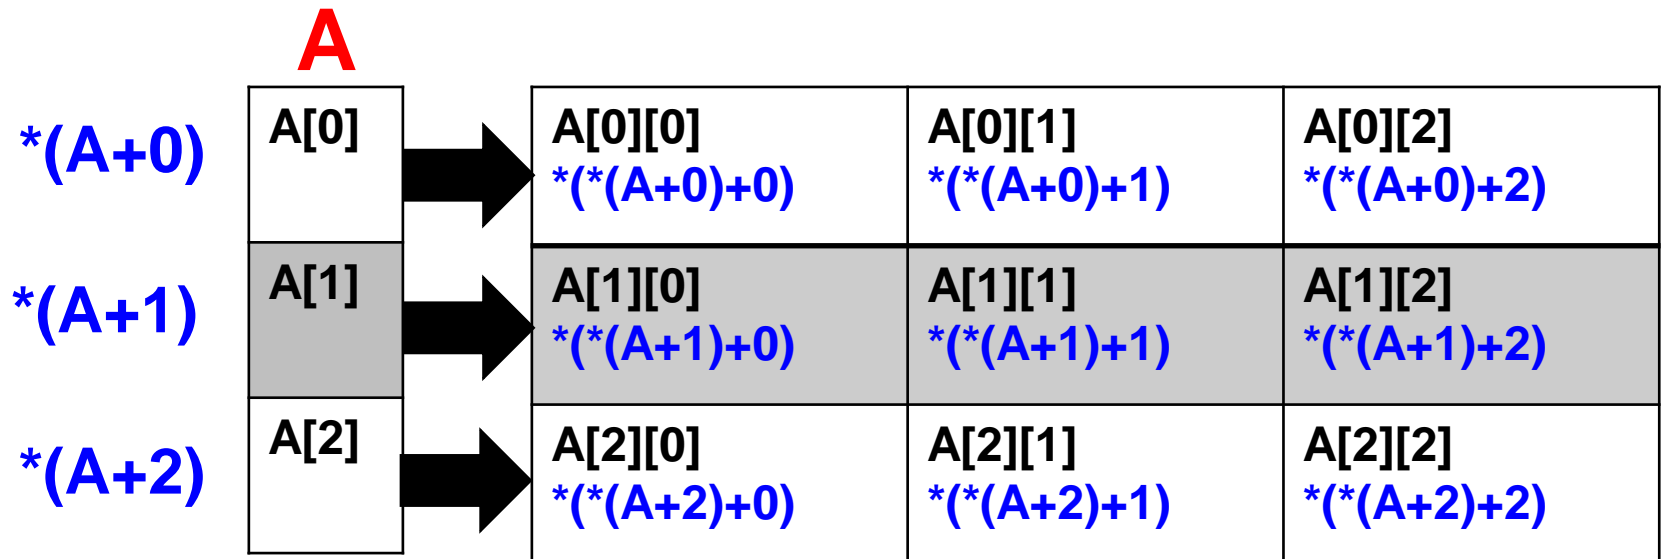 A
*(A+0) A[0] A[0][0] A[0][1] A[0][2]
*(*(A+0)+0) *(*(A+0)+1) *(*(A+0)+2)
*(A+1) A[1] A[1][0] A[1][1] A[1][2]
*(*(A+1)+0) *(*(A+1)+1) *(*(A+1)+2)
*(A+2) A[2] A[2][0] A[2][1] A[2][2]
*(*(A+2)+0) *(*(A+2)+1) *(*(A+2)+2)